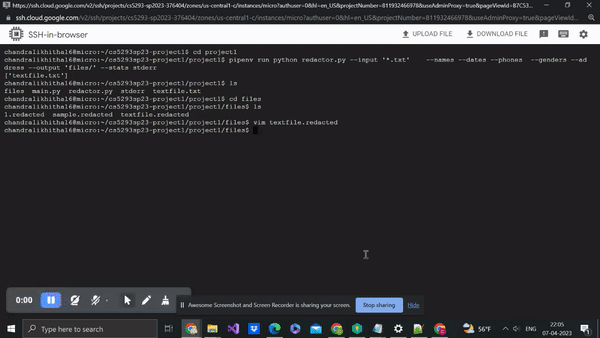 https://ssh.cloud.google.com/v2/ssh/projects/cs5293-sp23-376404/zones/us-central1-c/instances/micro?authuser=0&hl=en_US&projectNumber=811932466978&useAdminProxy=true&pageViewId=
ssh.cloud.google.com/v2/ssh/projects/cs5293-sp23-376404/zones/us-central1-c/instances/micro?authuser=0&hl=en_US&projectNumber=811932466978&useAdminProxy=true&pageView
SSH-in-browser
UPLOAD FILE
DOWNLOAD FILE
chandralikhitha16@micro:~/cs5293sp23-project1$ cd project1
chandralikhitha16@micro:~/cs5293sp23-project1/project1$ pipenv run python redactor.py --input '*.txt' --names --dates --phones --genders --ad
dress --output 'files/' --stats stderr
['textfile.txt']
chandralikhitha16@micro:~/cs5293sp23-project1/project1$ ls
files main.py redactor.py stderr textfile.txt
chandralikhitha16@micro:~/cs5293sp23-project1/project1$ cd files
chandralikhitha16@micro:~/cs5293sp23-project1/project1/files$ ls
1.redacted sample.redacted textfile.redacted
chandralikhitha16@micro:~/cs5293sp23-project1/project1/files$ vim textfile.redacted
chandralikhitha16@micro:~/cs5293sp23-project1/project1/files$
0:00
Awesome Screenshot and Screen Recorder is sharing your screen.
Stop sharing
Hide
Type here to search
56°F
ENG
22:05
07-04-2023